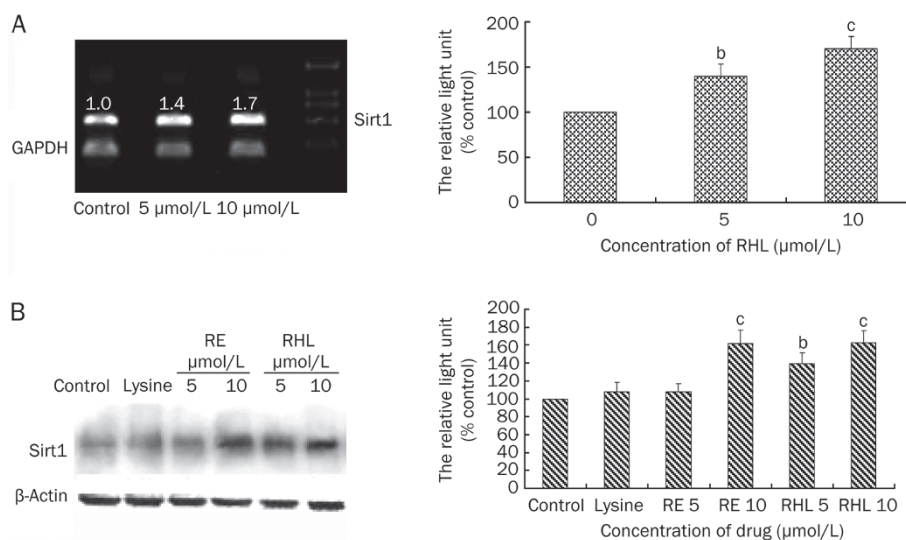 A
1.0 1.4 1.7
Sirt1
GAPDH
Control 5 µmol/L 10 µmol/L
The relative light unit
(% control)
200
150
100
150
0
b
c
0 5 10
Concentration of RHL (µmol/L)
B
RE RHL
µmol/L µmol/L
Control Lysine 5 10 5 10
Sirt1
β-Actin
The relative light unit
(% control)
200
180
160
140
120
100
80
60
40
20
0
c
b
c
Control Lysine RE 5 RE 10 RHL 5 RHL 10
Concentration of drug (µmol/L)